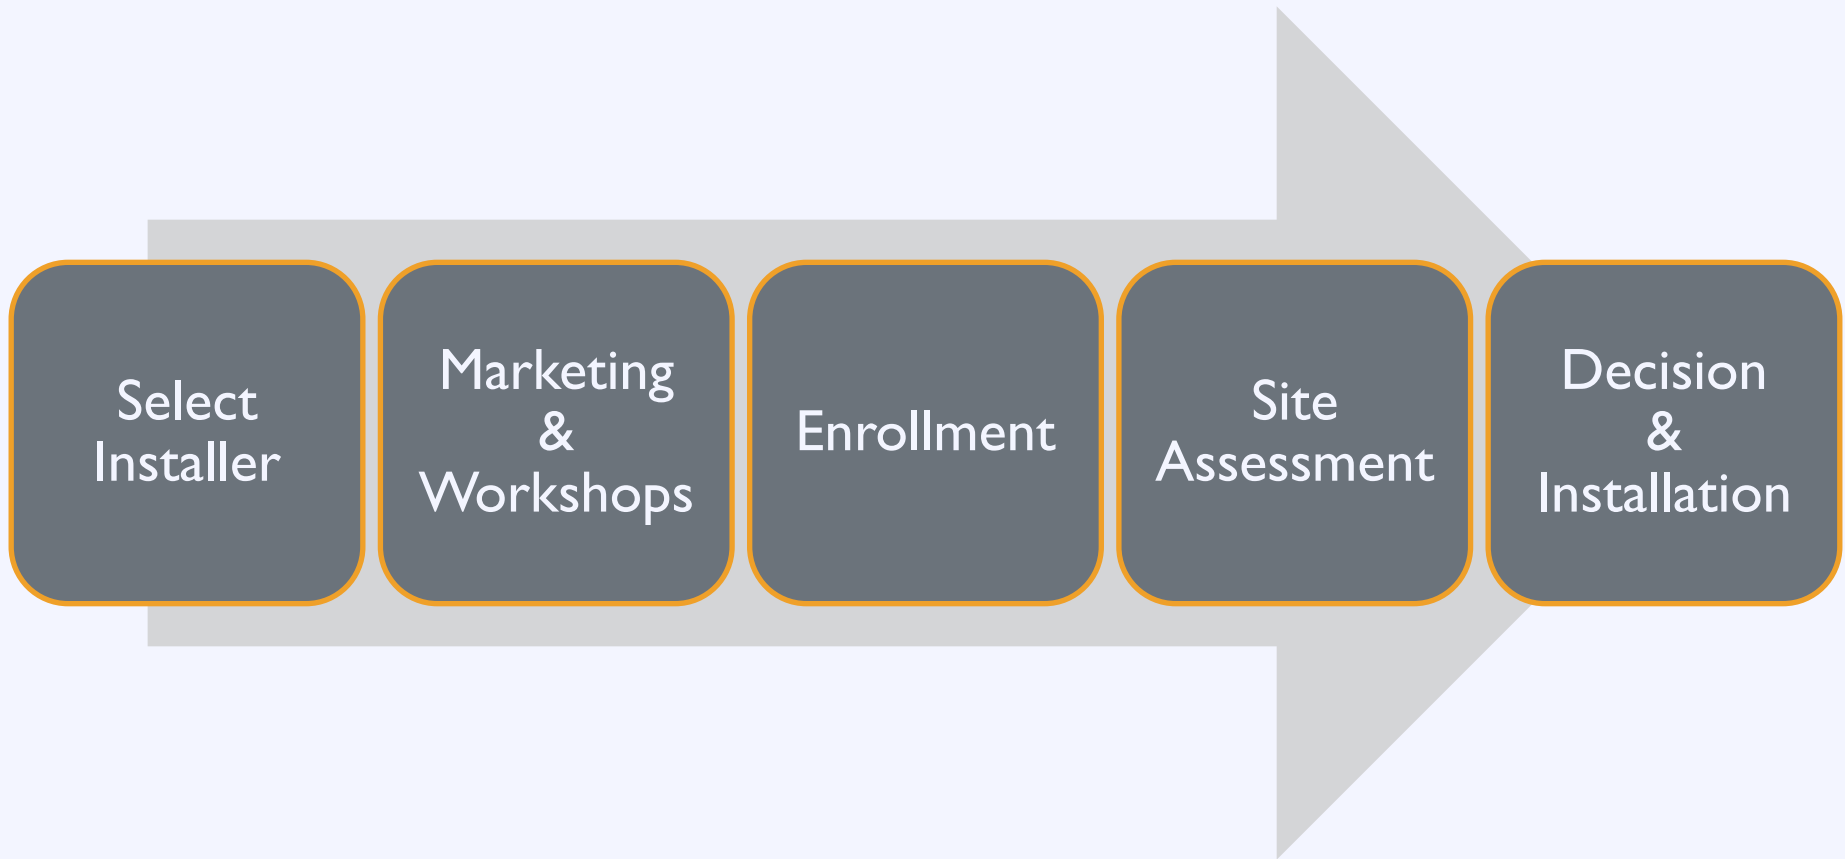 Select
Installer
Marketing
&
Workshops
Enrollment
Site
Assessment
Decision
&
Installation